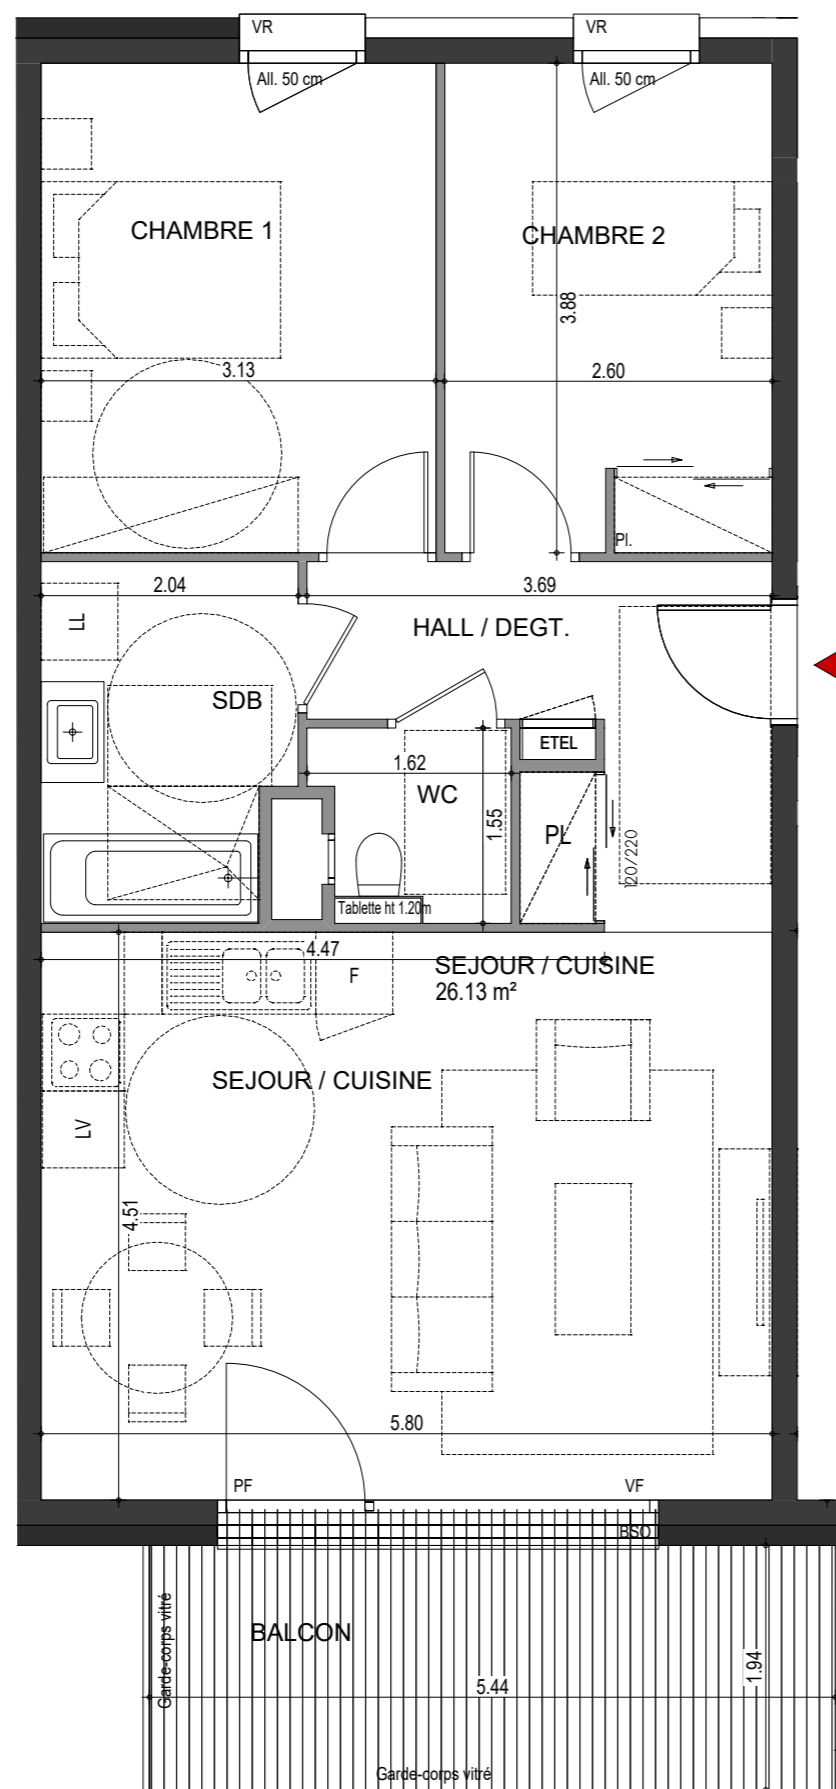 VR
VR
All. 50 cm
All. 50 cm
CHAMBRE 1
CHAMBRE 2
3.88
3.13
2.60
Pl.
2.04
3.69
LL
HALL / DEGT.
SDB
ETEL
1.62
WC
1.55
PL
120/220
Tablette ht 1.20m
4.47
SEJOUR / CUISINE
26.13 m²
F
SEJOUR / CUISINE
LV
4.51
5.80
PF
VF
BSO
Garde-corps vitré
BALCON
1.94
5.44
Garde-corps vitré